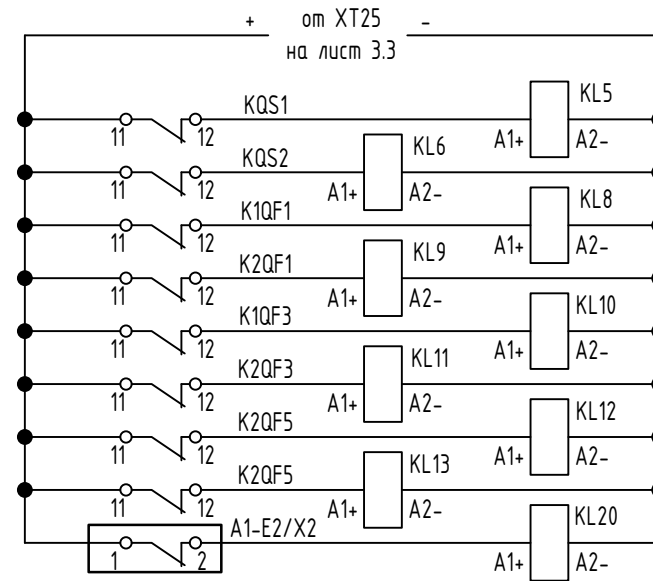 + от XT25 -
на лист 3.3
KQS1 KL5
11 12 A1+ A2-
KQS2 KL6
11 12 A1+ A2-
K1QF1 KL8
11 12 A1+ A2-
K2QF1 KL9
11 12 A1+ A2-
K1QF3 KL10
11 12 A1+ A2-
K2QF3 KL11
11 12 A1+ A2-
K2QF5 KL12
11 12 A1+ A2-
K2QF5 KL13
11 12 A1+ A2-
A1-E2/X2 KL20
1 2 A1+ A2-